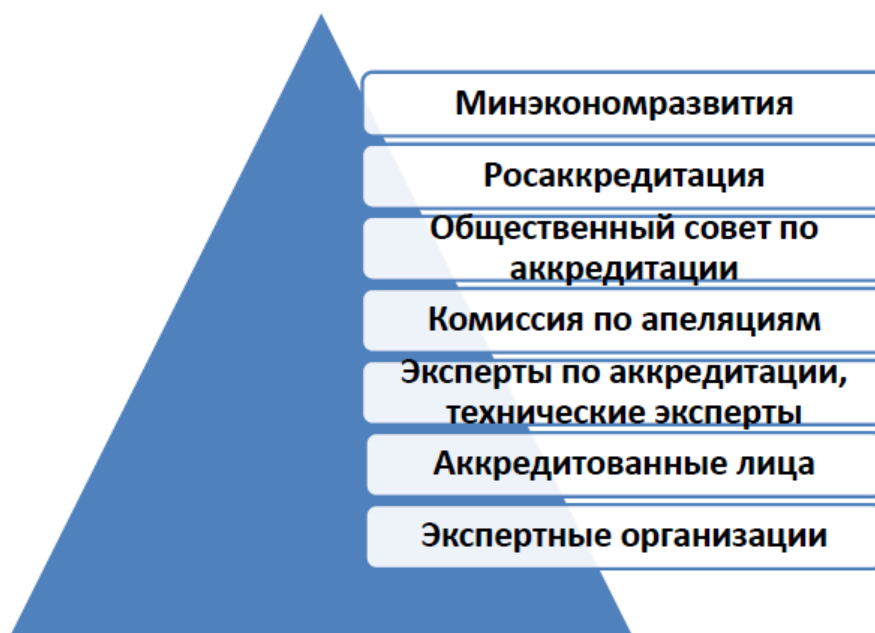 Минэкономразвития
Росаккредитация
Общественный совет по
аккредитации
Комиссия по апеляциям
Эксперты по аккредитации,
технические эксперты
Аккредитованные лица
Экспертные организации